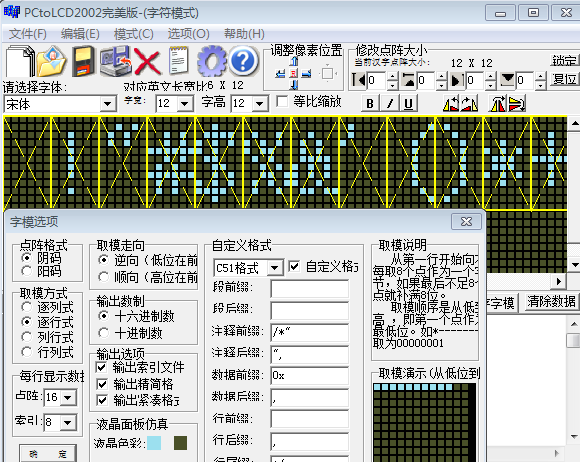 PCtoLCD2002完美版-(字符模式)
文件(F) 编辑(E) 模式(C) 选项(O) 帮助(H)
调整像素位置
修改点阵大小
当前汉字点阵大小: 12 X 12
0 0 0 0
锁定
复位
请选择字体:
对应英文长宽比6 X 12
宋体
字宽: 12
字高 12
等比缩放
B I U
字模选项
点阵格式
阴码
阳码
取模方式
逐列式
逐行式
列行式
行列式
每行显示数据
点阵: 16
索引: 8
确 定
取模走向
逆向(低位在前
顺向(高位在前
输出数制
十六进制数
十进制数
输出选项
输出索引文件
输出精简格
输出紧凑格式
液晶面板仿真
液晶色彩:
自定义格式
C51格式
自定义格式
段前缀:
段后缀:
注释前缀: /*"
注释后缀: ",
数据前缀: 0x
数据后缀: ,
行前缀:
行后缀: ,
取模说明
从第一行开始向
每取8个点作为一个字
节,如果最后不足8
点就补满8位。
取模顺序是从低
高,即第一个点作
最低位。如*-------
取为00000001
取模演示(从低位到
字模
清除数据